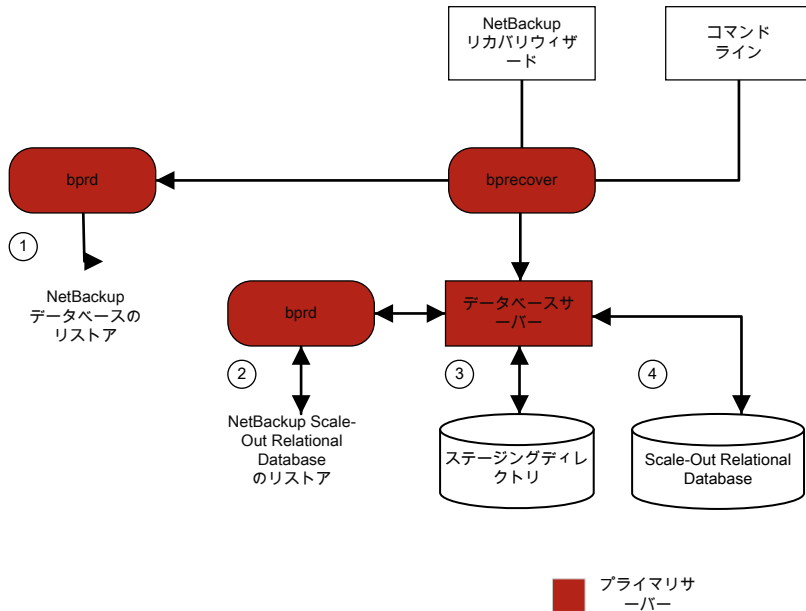 NetBackup
リカバリウィザ
ード
コマンド
ライン
bprd
bprecover
1
NetBackup
データベースの
リストア
bprd
データベースサ
ーバー
2
3
4
NetBackup Scale-
Out Relational
Database
のリストア
ステージングディレ
クトリ
Scale-Out Relational
Database
プライマリサ
ーバー